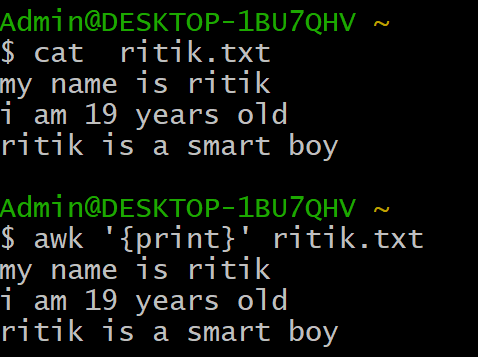 Admin@DESKTOP-1BU7QHV ~
$ cat  ritik.txt
my name is ritik
i am 19 years old
ritik is a smart boy
Admin@DESKTOP-1BU7QHV ~
$ awk '{print}' ritik.txt
my name is ritik
i am 19 years old
ritik is a smart boy